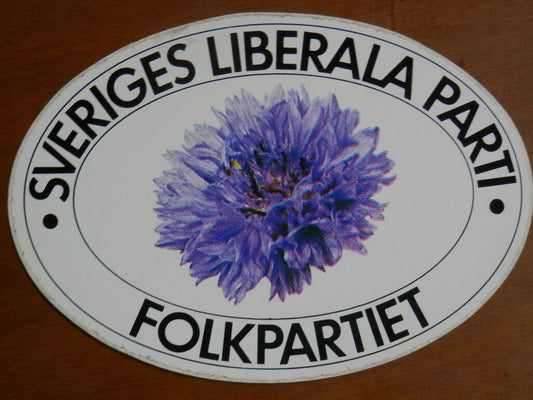 • SVERIGES LIBERALA PARTI •
FOLKPARTIET